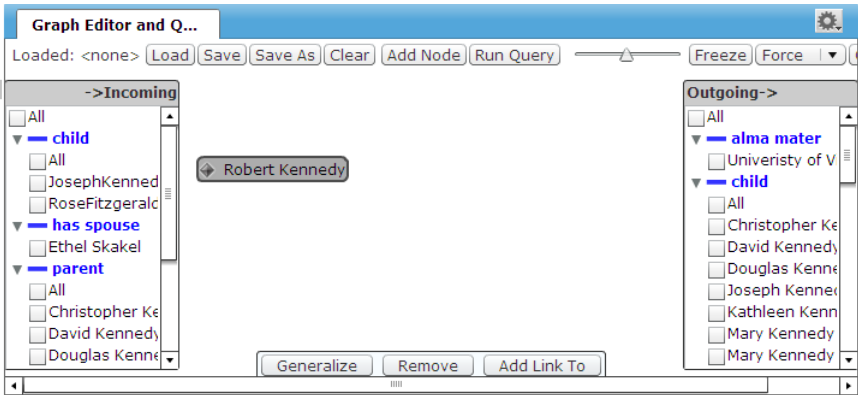 Graph Editor and Q...
Loaded: <none> Load Save Save As Clear Add Node Run Query Freeze Force
->Incoming
All
child
All
JosephKenned
RoseFitzgerald
has spouse
Ethel Skakel
parent
All
Christopher Ke
David Kennedy
Douglas Kenne
Robert Kennedy
Generalize Remove Add Link To
Outgoing->
All
alma mater
Univeristy of V
child
All
Christopher Ke
David Kennedy
Douglas Kenne
Joseph Kenne
Kathleen Kenn
Mary Kennedy
Mary Kennedy